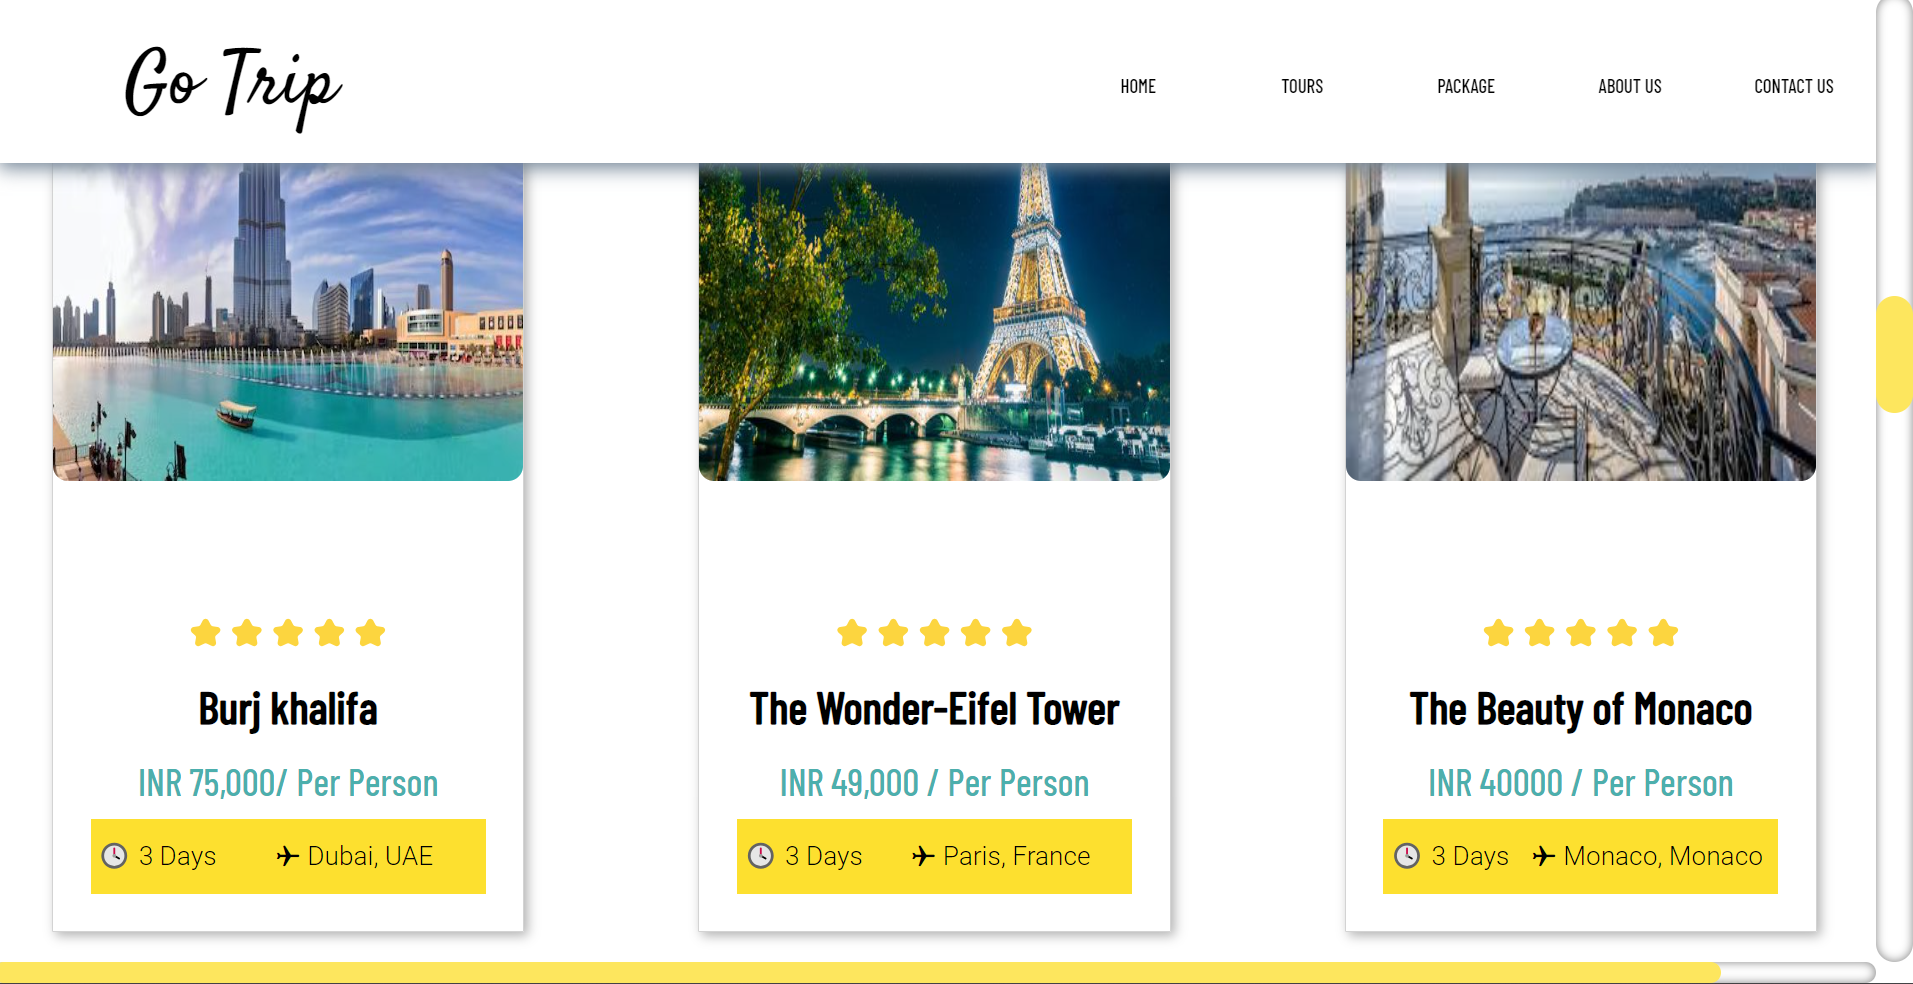 Go Trip
HOME TOURS PACKAGE ABOUT US CONTACT US
Burj khalifa
INR 75,000/ Per Person
3 Days Dubai, UAE
The Wonder-Eifel Tower
INR 49,000 / Per Person
3 Days Paris, France
The Beauty of Monaco
INR 40000 / Per Person
3 Days Monaco, Monaco